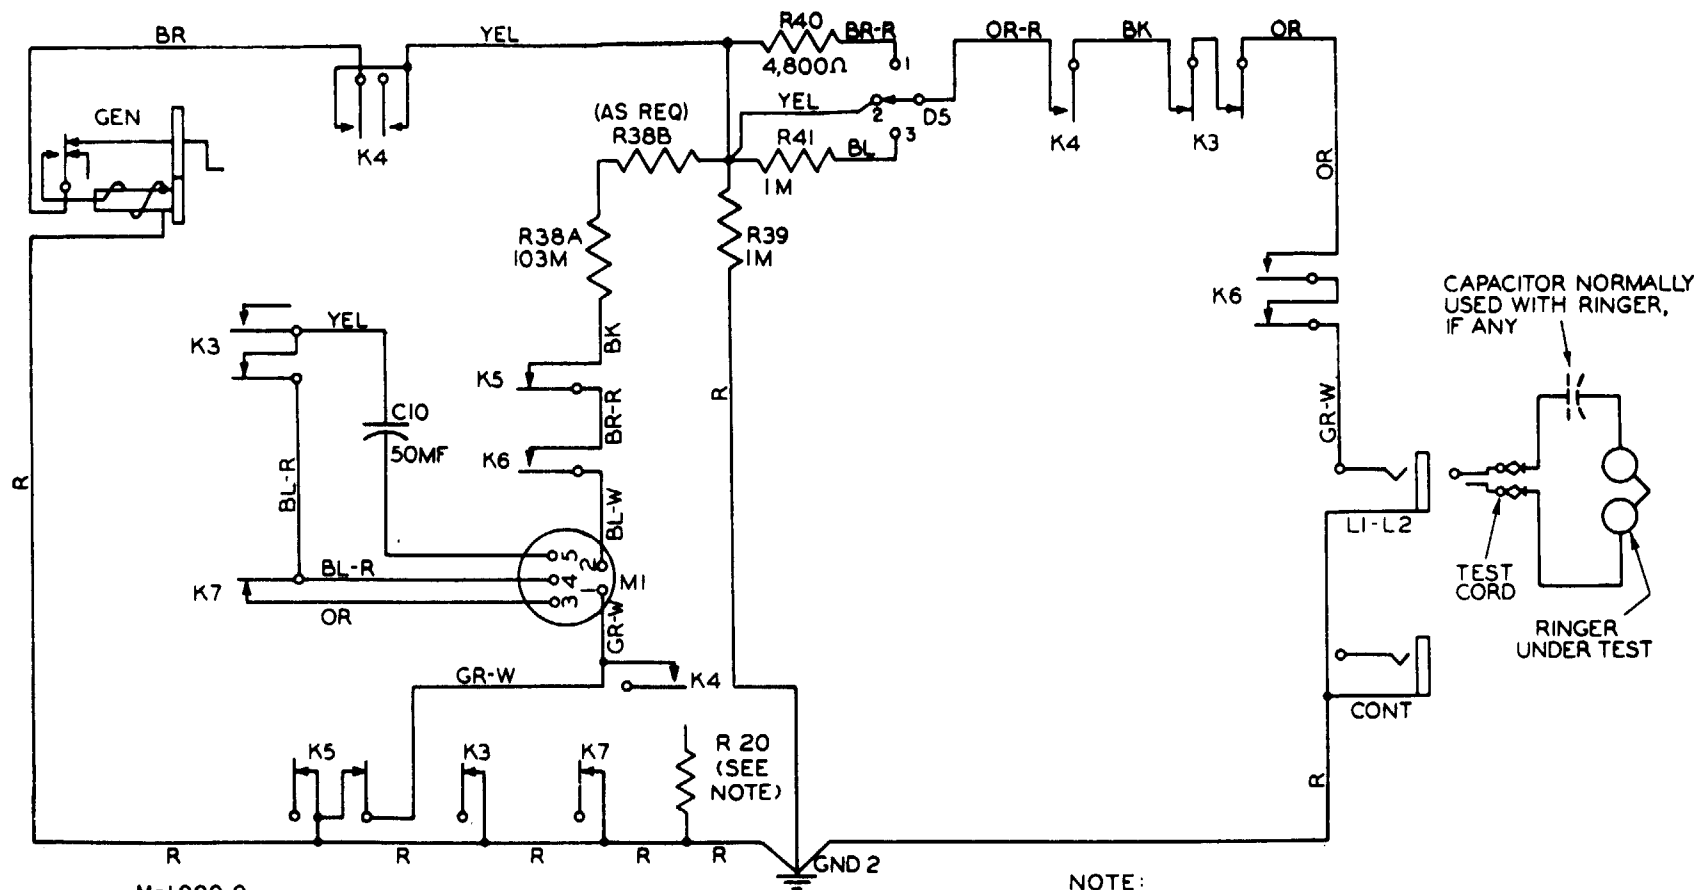 BR
YEL
R40
4,800Ω
BR-R
1
OR-R
BK
OR
GEN
K4
(AS REQ)
R38B
YEL
2
D5
R41
1M
BL
3
K4
K3
OR
R38A
103M
R39
1M
K6
CAPACITOR NORMALLY
USED WITH RINGER,
IF ANY
K3
YEL
BK
K5
R
C10
50MF
BR-R
GR-W
K6
R
BL-R
BL-W
L1-L2
5
2
BL-R
4
M1
K7
1
OR
3
TEST
CORD
GR-W
RINGER
UNDER TEST
GR-W
K4
CONT
K5
K3
K7
R 20
(SEE
NOTE)
R
R
R
R
R
R
GND 2
NOTE: